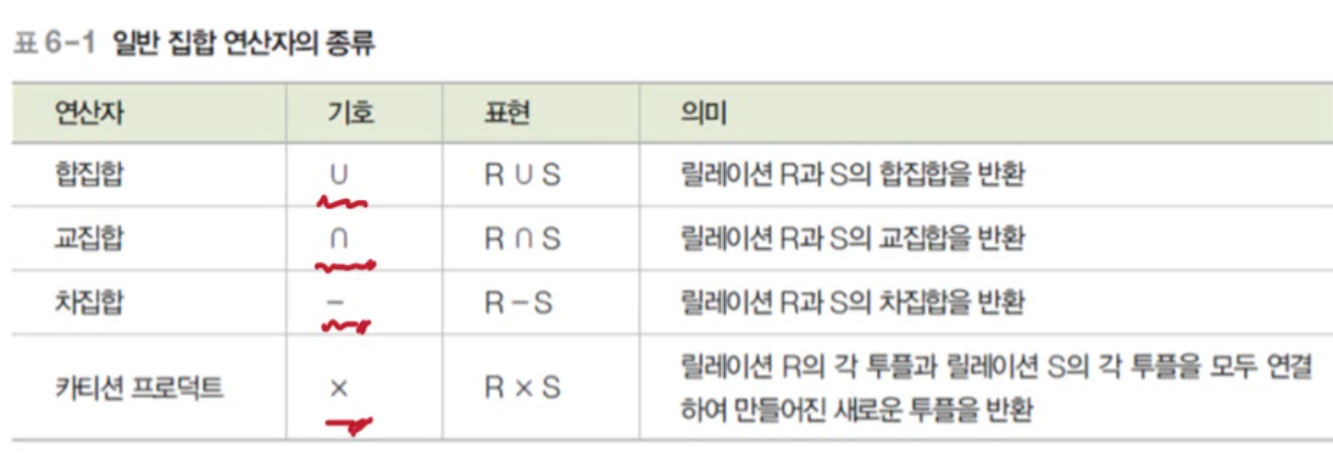 표 6-1 일반 집합 연산자의 종류
연산자 기호 표현 의미
합집합 ∪ R ∪ S 릴레이션 R과 S의 합집합을 반환
교집합 ∩ R ∩ S 릴레이션 R과 S의 교집합을 반환
차집합 - R - S 릴레이션 R과 S의 차집합을 반환
카티션 프로덕트 × R × S 릴레이션 R의 각 투플과 릴레이션 S의 각 투플을 모두 연결
하여 만들어진 새로운 투플을 반환